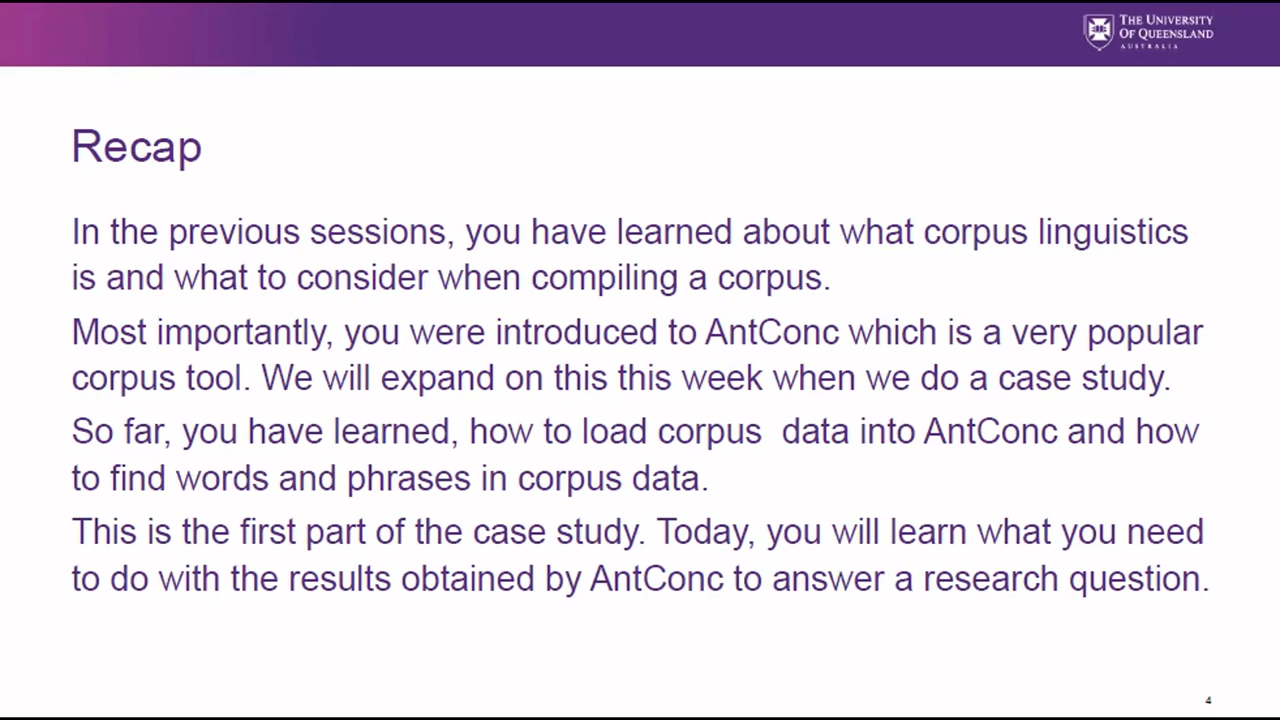 THE UNIVERSITY
OF QUEENSLAND
AUSTRALIA
Recap
In the previous sessions, you have learned about what corpus linguistics
is and what to consider when compiling a corpus.
Most importantly, you were introduced to AntConc which is a very popular
corpus tool. We will expand on this this week when we do a case study.
So far, you have learned, how to load corpus  data into AntConc and how
to find words and phrases in corpus data.
This is the first part of the case study. Today, you will learn what you need
to do with the results obtained by AntConc to answer a research question.
4